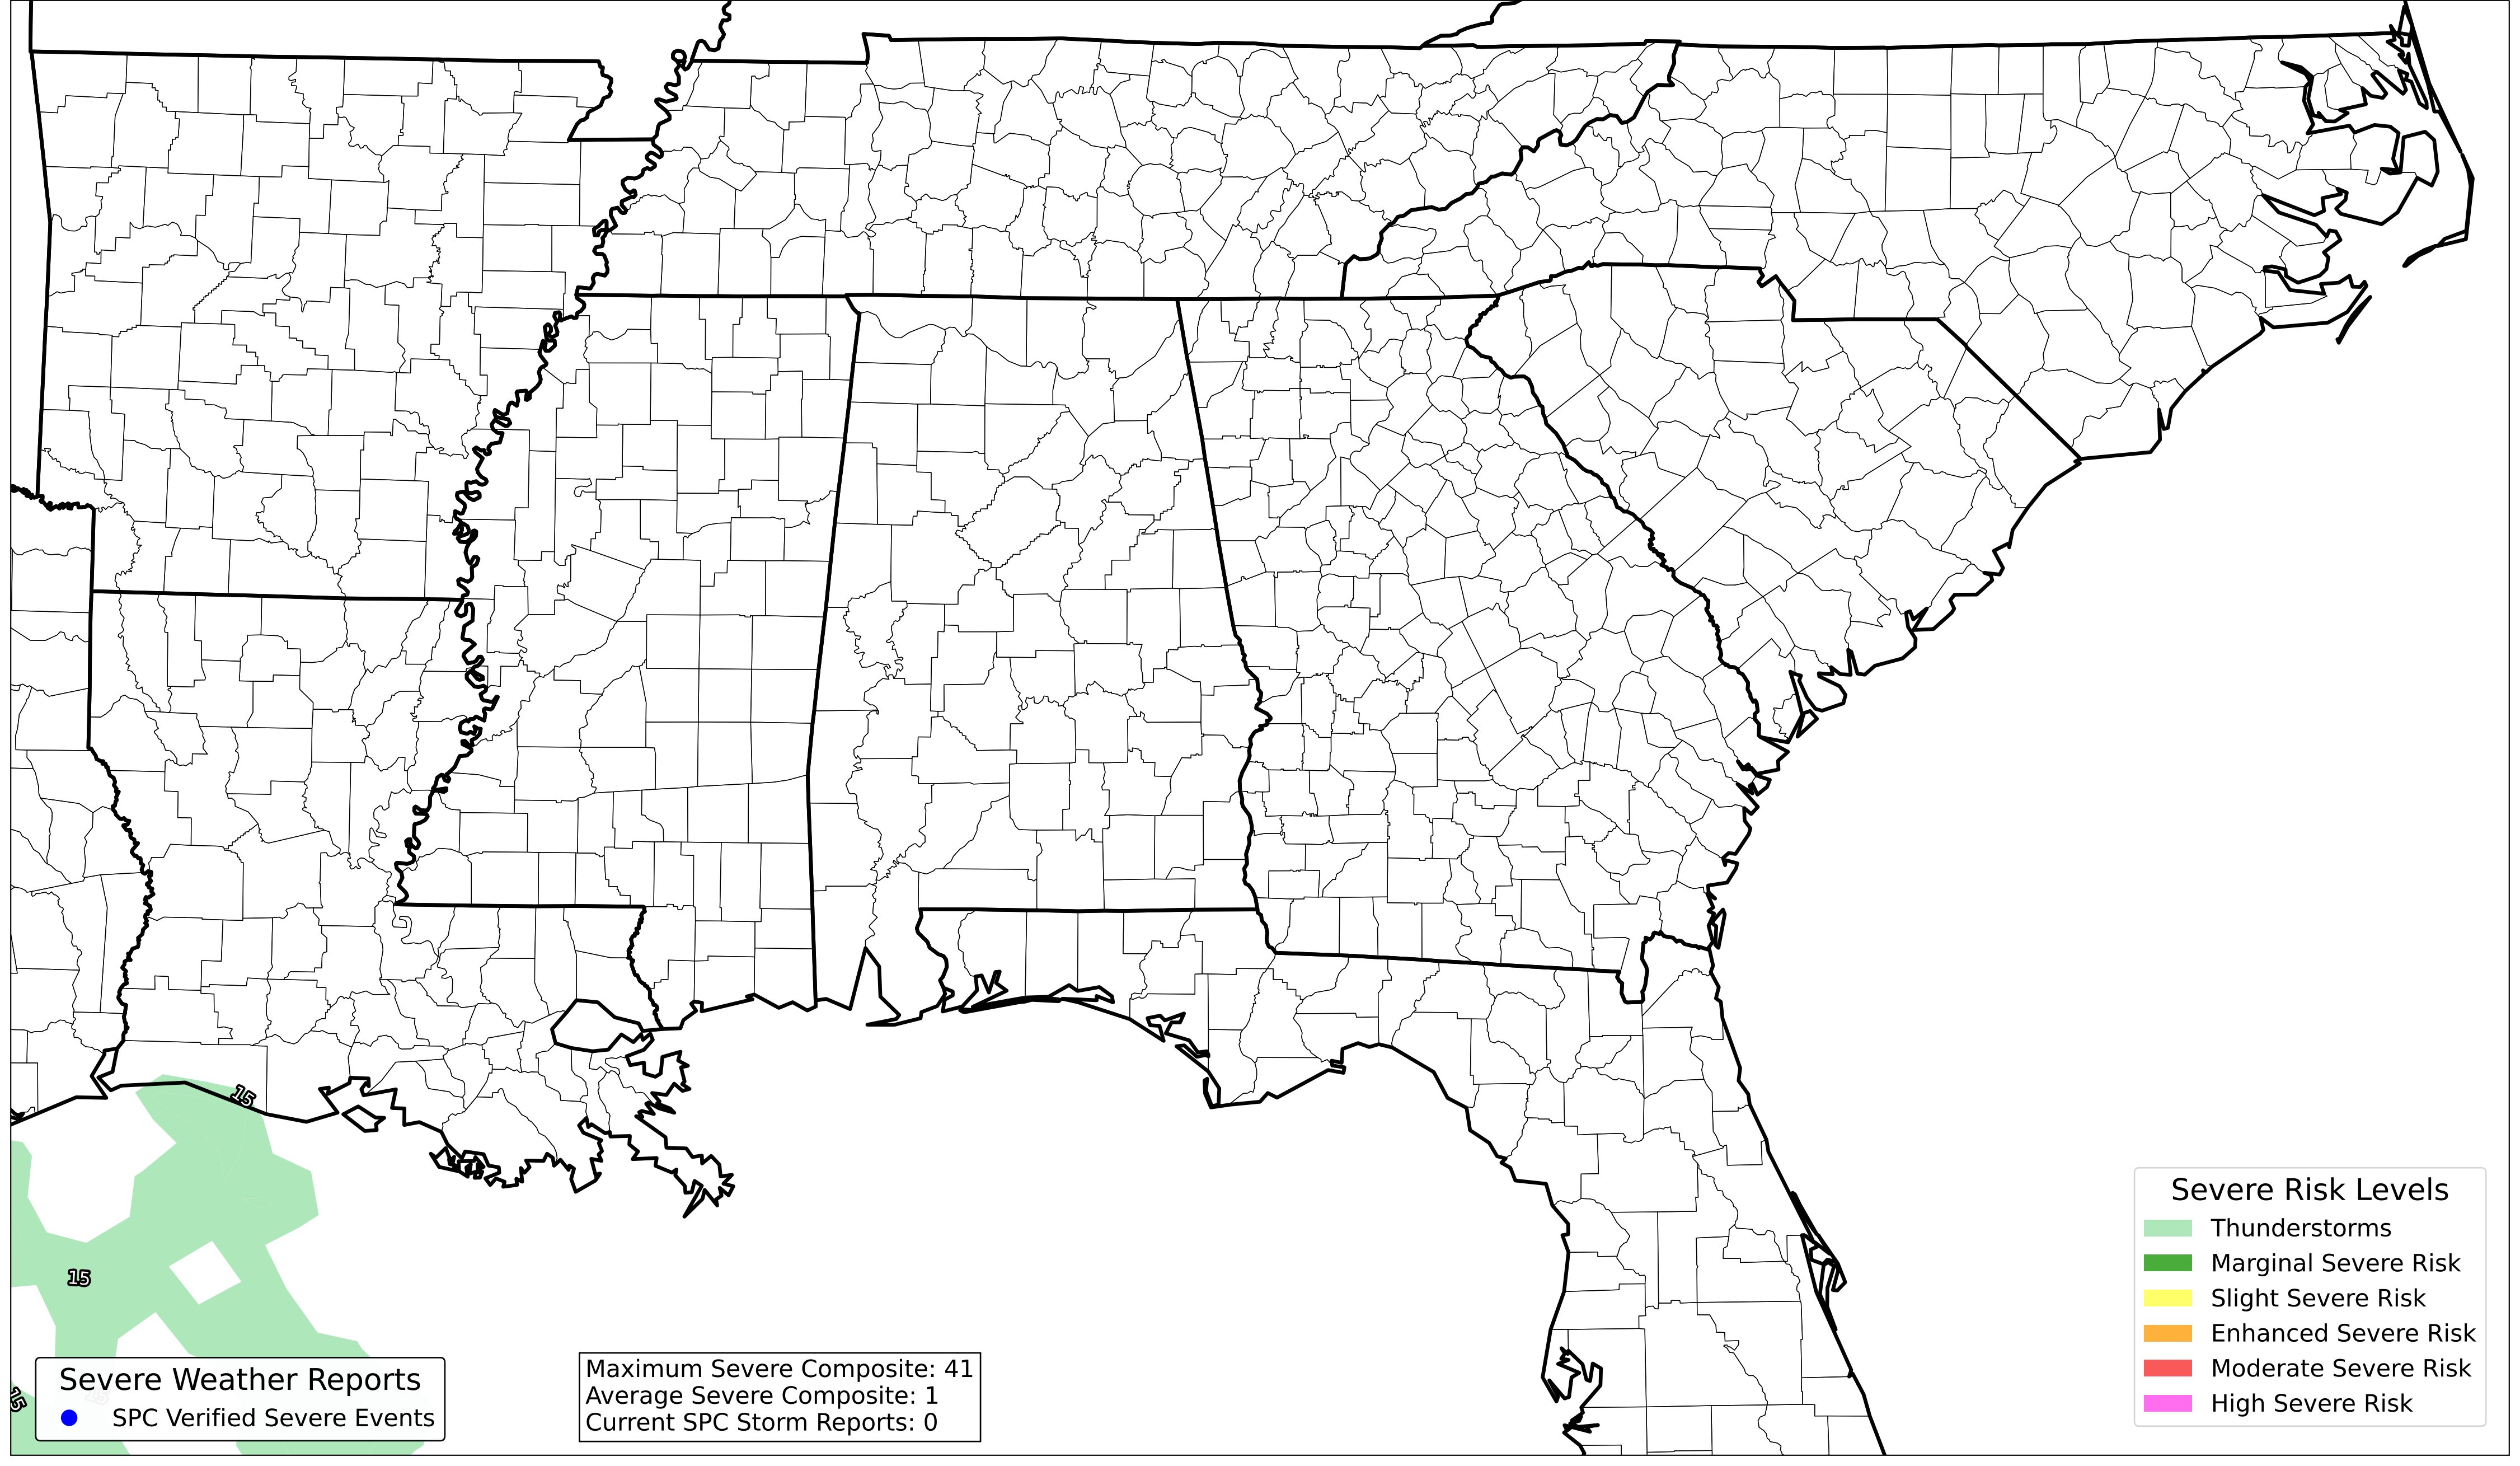 15
15
15
Severe Weather Reports
SPC Verified Severe Events
Maximum Severe Composite: 41
Average Severe Composite: 1
Current SPC Storm Reports: 0
Severe Risk Levels
Thunderstorms
Marginal Severe Risk
Slight Severe Risk
Enhanced Severe Risk
Moderate Severe Risk
High Severe Risk